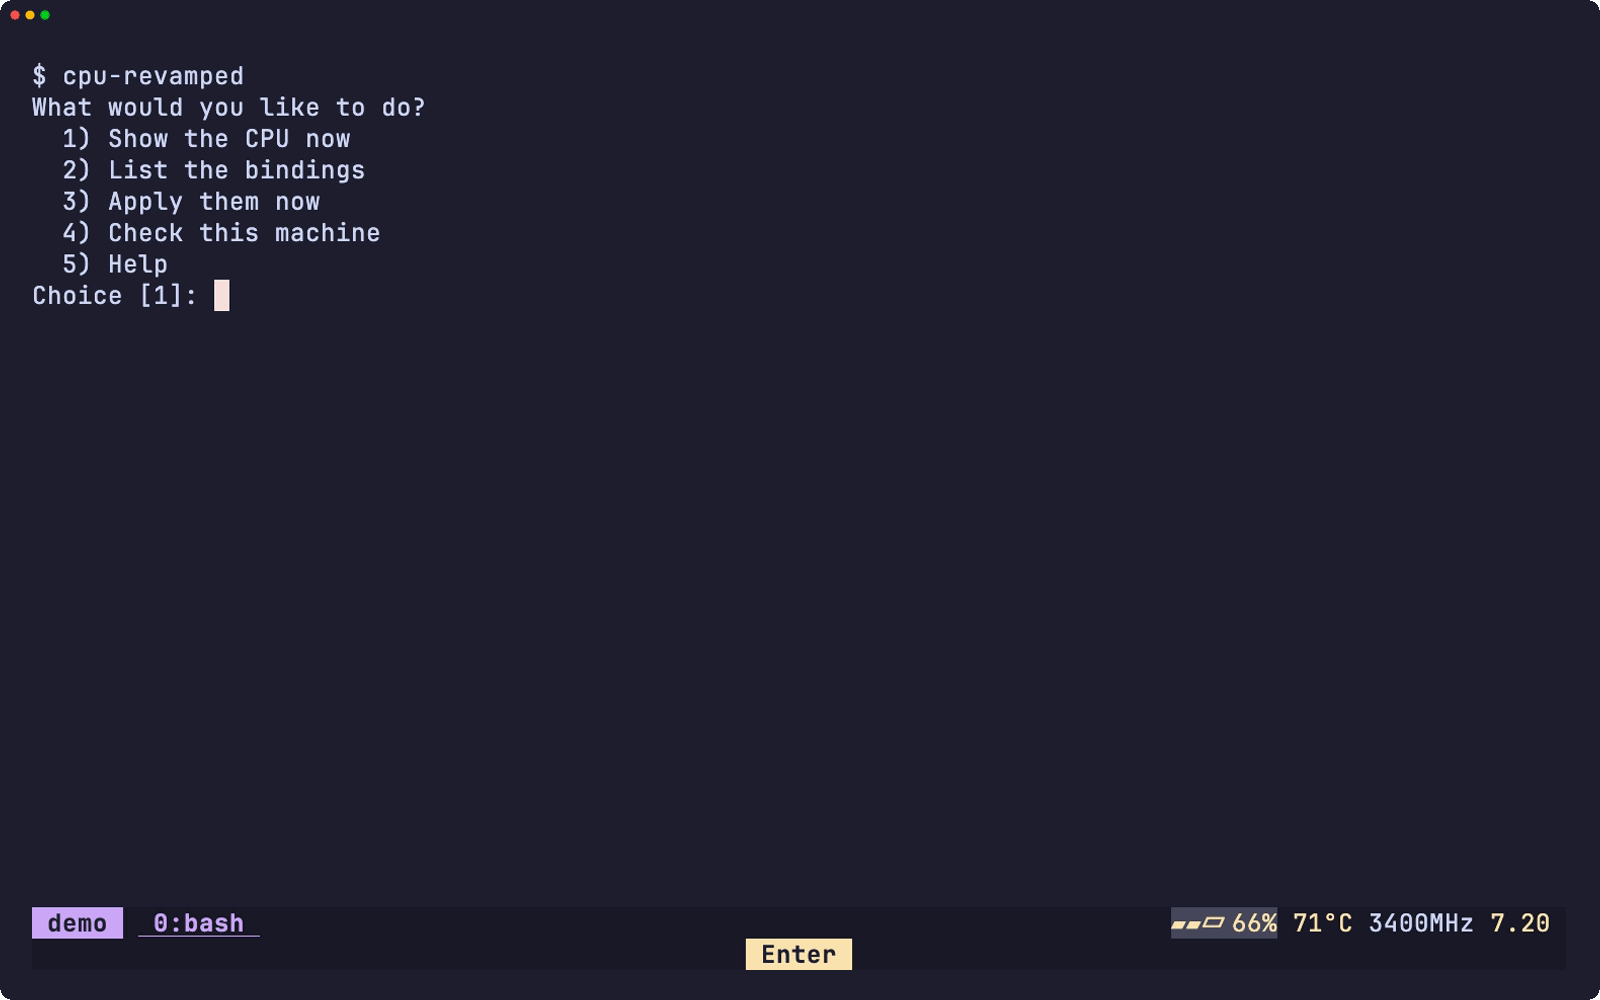 $ cpu-revamped
What would you like to do?
  1) Show the CPU now
  2) List the bindings
  3) Apply them now
  4) Check this machine
  5) Help
Choice [1]:
demo 0:bash ▰▰▱ 66% 71°C 3400MHz 7.20
Enter